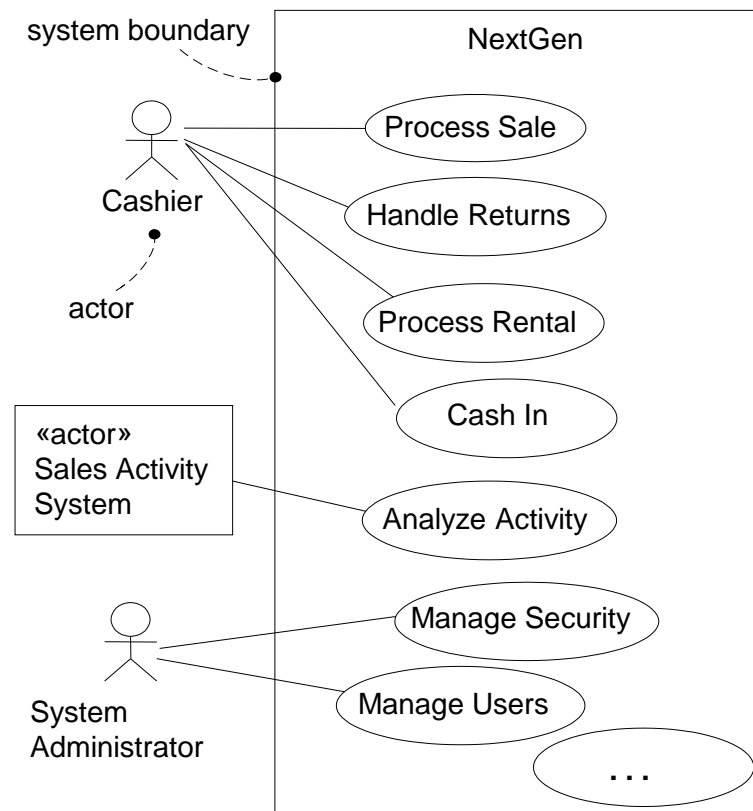 system boundary
NextGen
Process Sale
Cashier
Handle Returns
actor
Process Rental
Cash In
«actor»
Sales Activity
System
Analyze Activity
Manage Security
Manage Users
System
Administrator
. . .